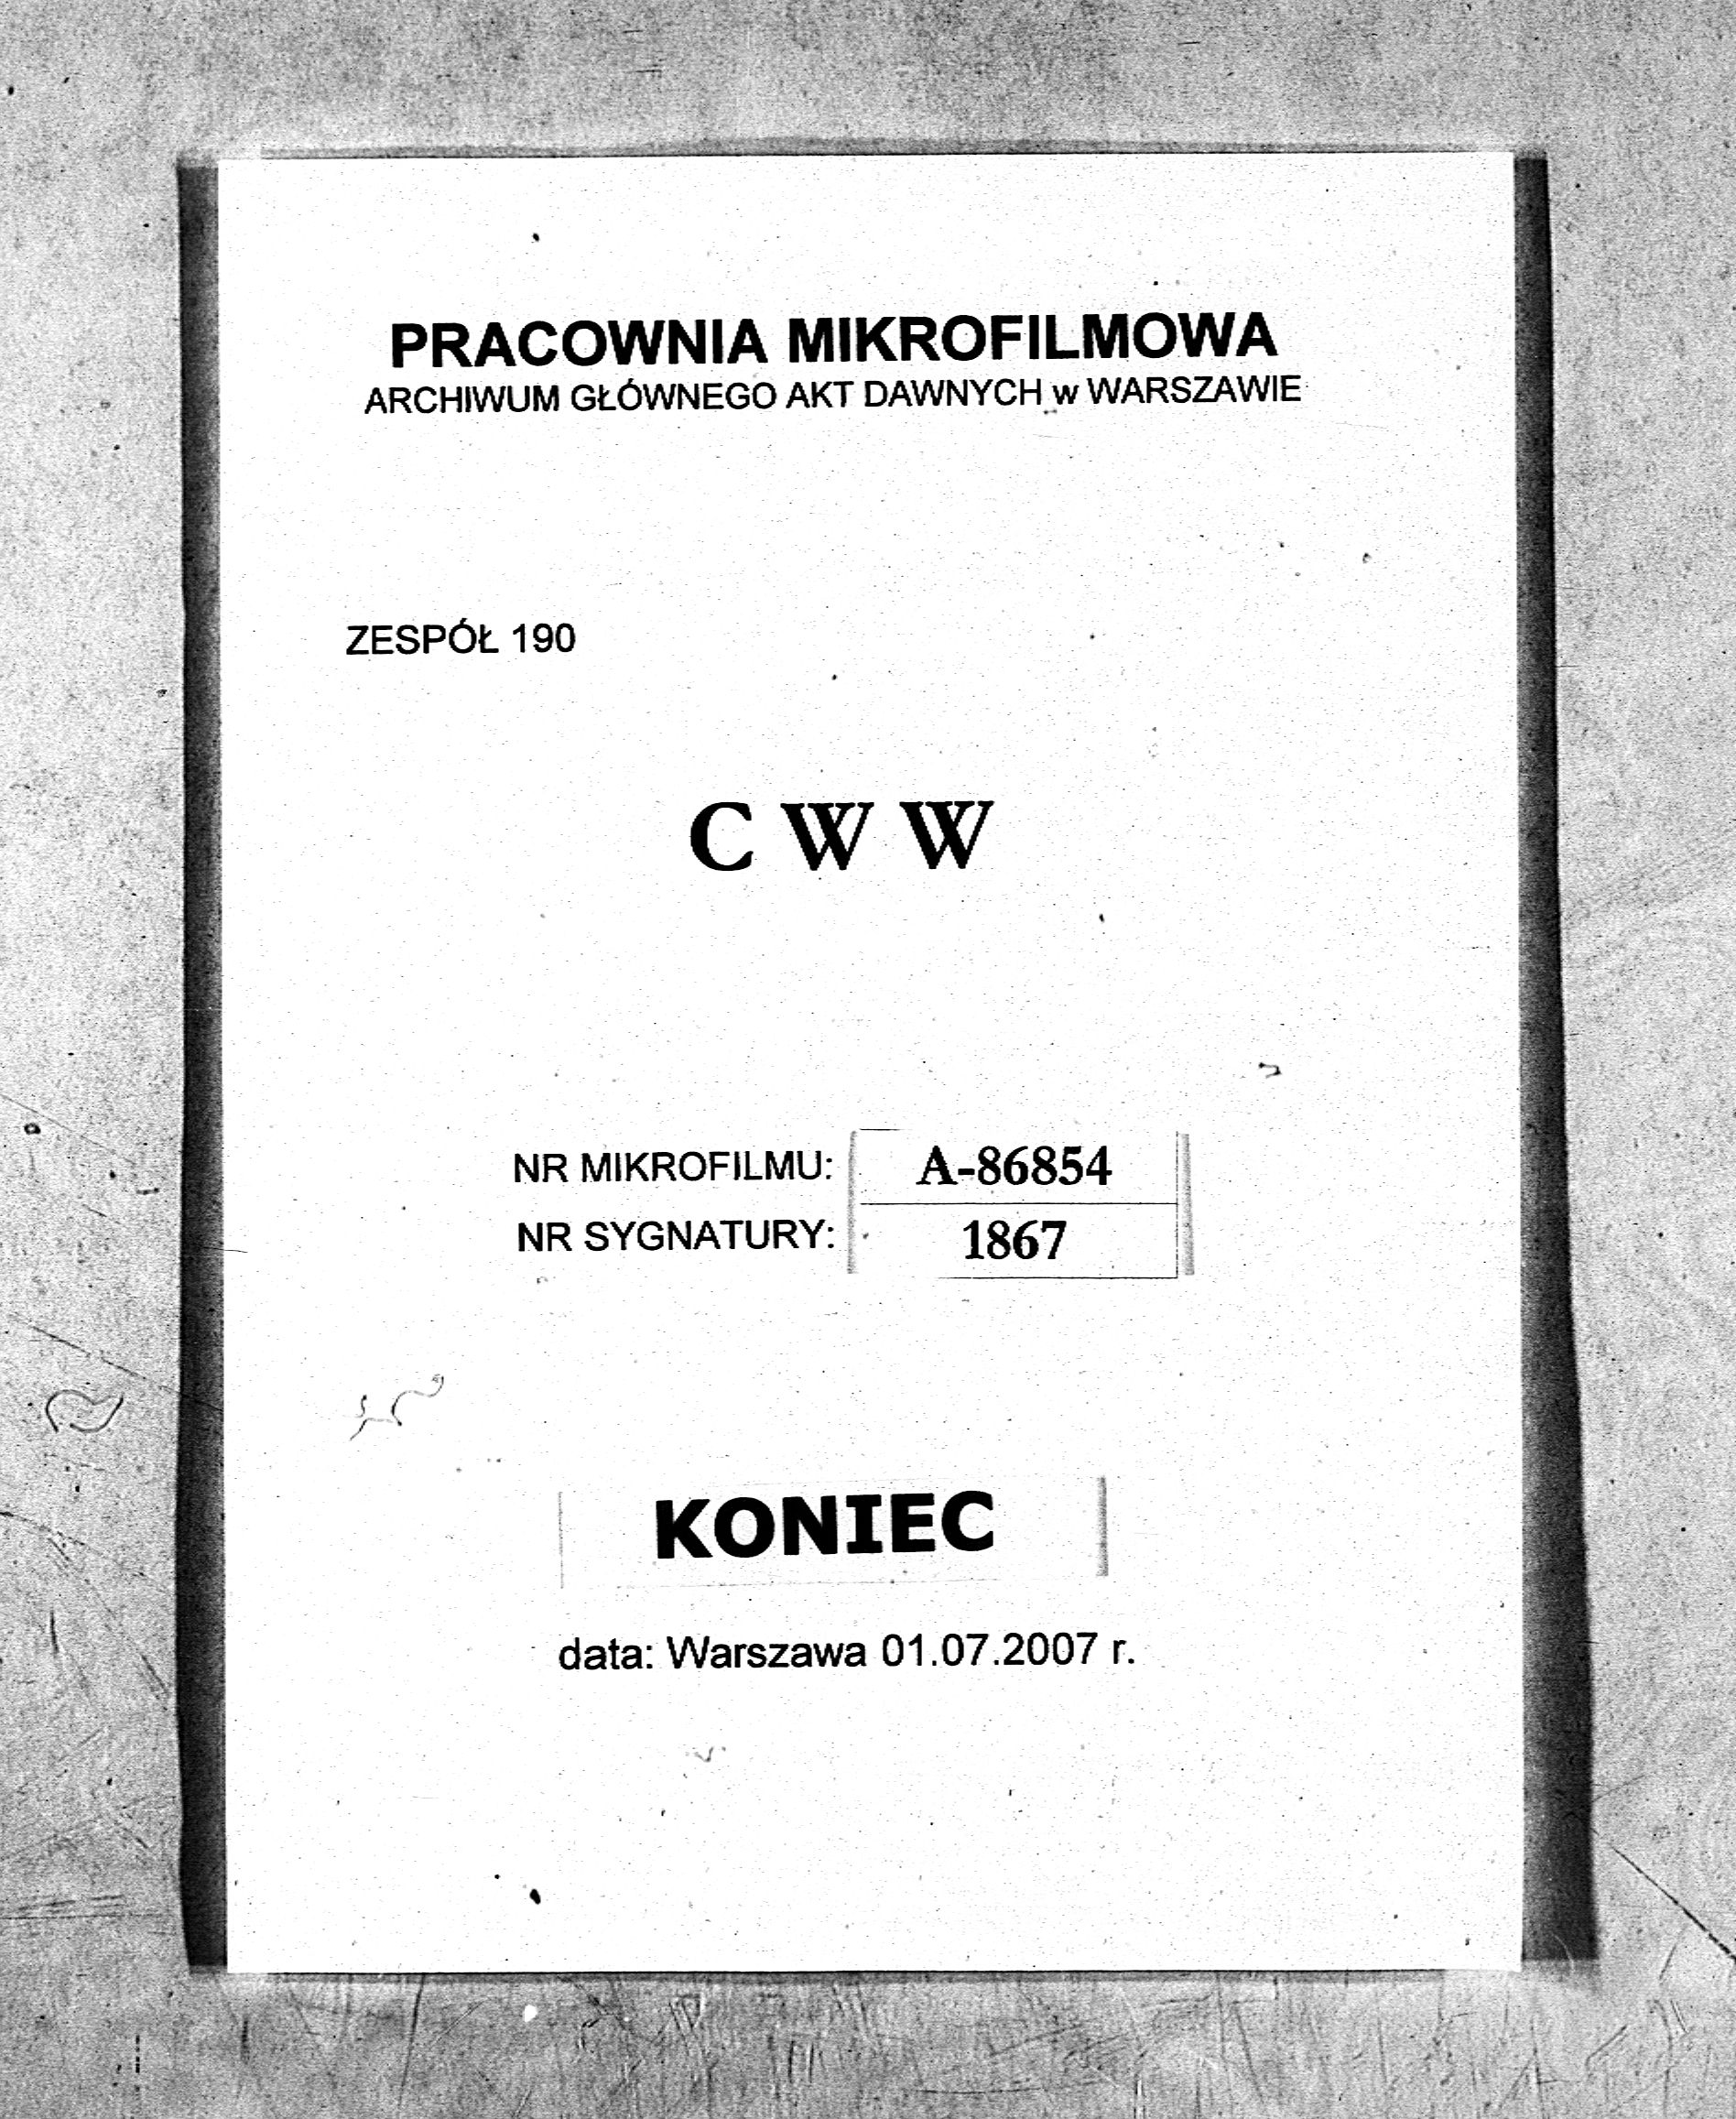 PRACOWNIA MIKROFILMOWA
ARCHIWUM GŁÓWNEGO AKT DAWNYCH w WARSZAWIE
ZESPÓŁ 190
C W W
NR MIKROFILMU: A-86854
NR SYGNATURY: 1867
KONIEC
data: Warszawa 01.07.2007 r.